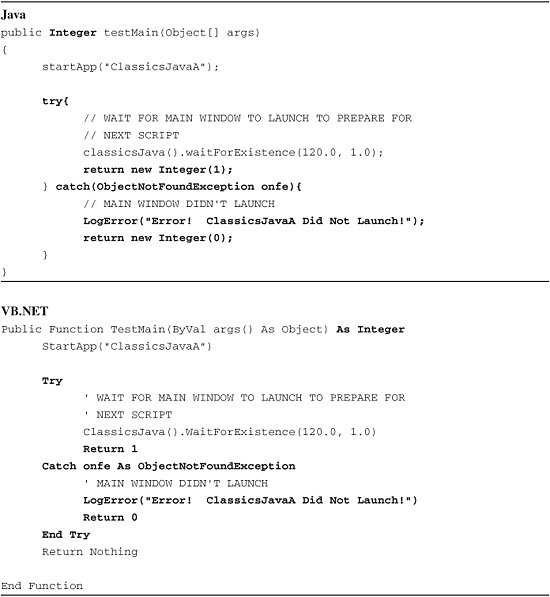 Java
public Integer testMain(Object[] args)
{
startApp("ClassicsJavaA");
try{
// WAIT FOR MAIN WINDOW TO LAUNCH TO PREPARE FOR
// NEXT SCRIPT
classicsJava().waitForExistence(120.0, 1.0);
return new Integer(1);
} catch(ObjectNotFoundException onfe){
// MAIN WINDOW DIDN'T LAUNCH
LogError("Error!  ClassicsJavaA Did Not Launch!");
return new Integer(0);
}
}
VB.NET
Public Function TestMain(ByVal args() As Object) As Integer
StartApp("ClassicsJavaA")
Try
' WAIT FOR MAIN WINDOW TO LAUNCH TO PREPARE FOR
' NEXT SCRIPT
ClassicsJava().WaitForExistence(120.0, 1.0)
Return 1
Catch onfe As ObjectNotFoundException
' MAIN WINDOW DIDN'T LAUNCH
LogError("Error!  ClassicsJavaA Did Not Launch!")
Return 0
End Try
Return Nothing
End Function